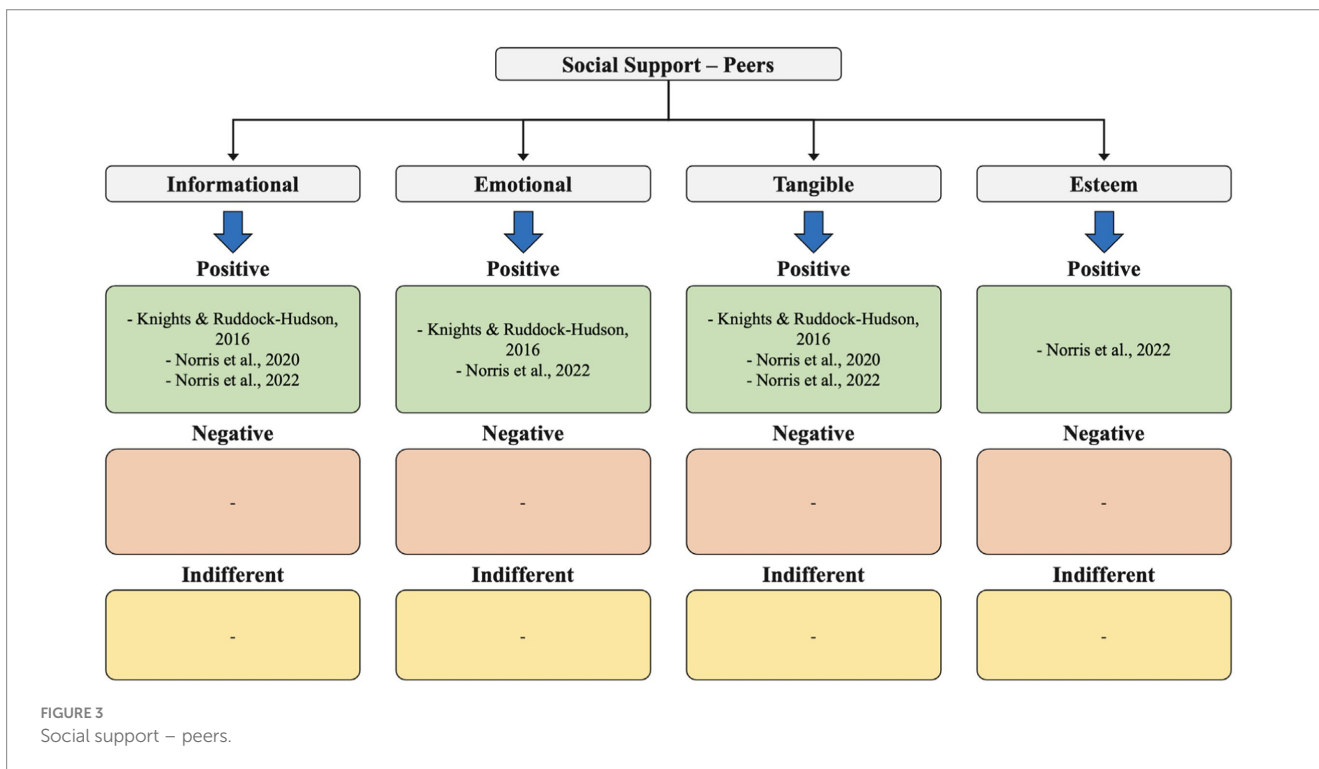 Social Support – Peers
Informational
Emotional
Tangible
Esteem
Positive
Positive
Positive
Positive
- Knights & Ruddock-Hudson,
2016
- Norris et al., 2020
- Norris et al., 2022
- Knights & Ruddock-Hudson,
2016
- Norris et al., 2022
- Knights & Ruddock-Hudson,
2016
- Norris et al., 2020
- Norris et al., 2022
- Norris et al., 2022
Negative
Negative
Negative
Negative
-
-
-
-
Indifferent
Indifferent
Indifferent
Indifferent
-
-
-
-
FIGURE 3
Social support – peers.